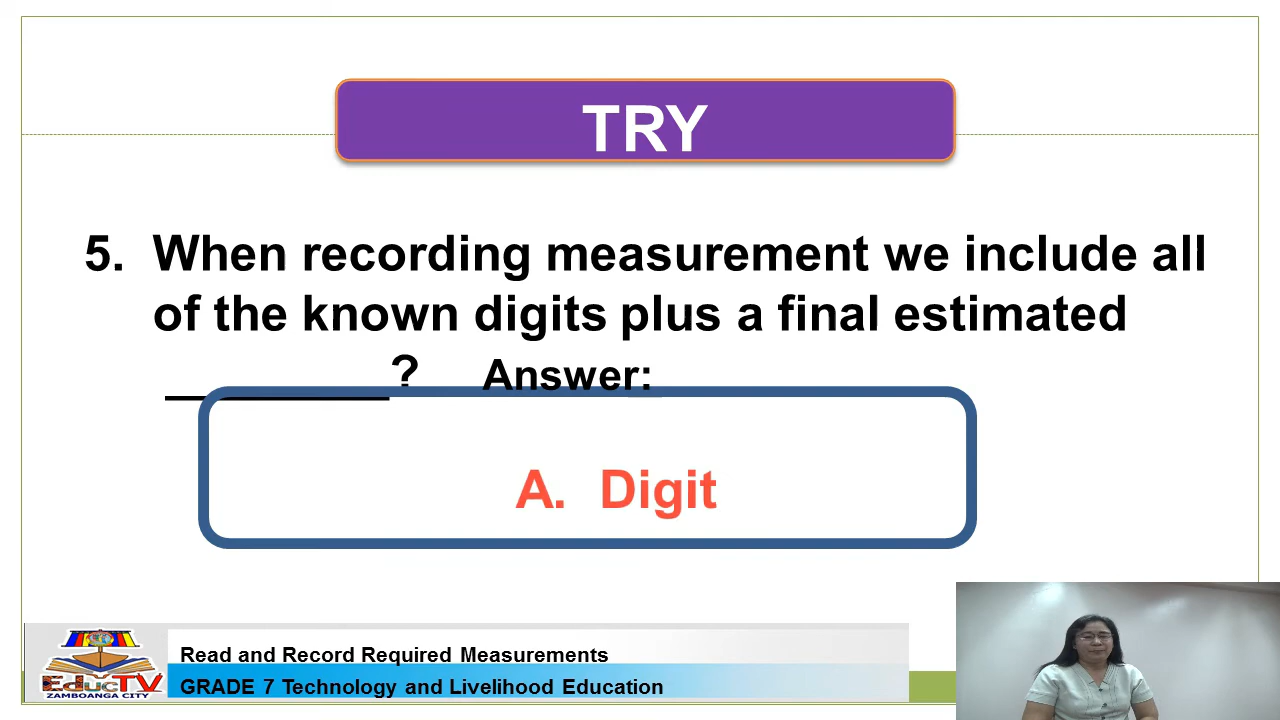 TRY
5. When recording measurement we include all
of the known digits plus a final estimated
_________? Answer:
A. Digit
EducTV
ZAMBOANGA CITY
Read and Record Required Measurements
GRADE 7 Technology and Livelihood Education